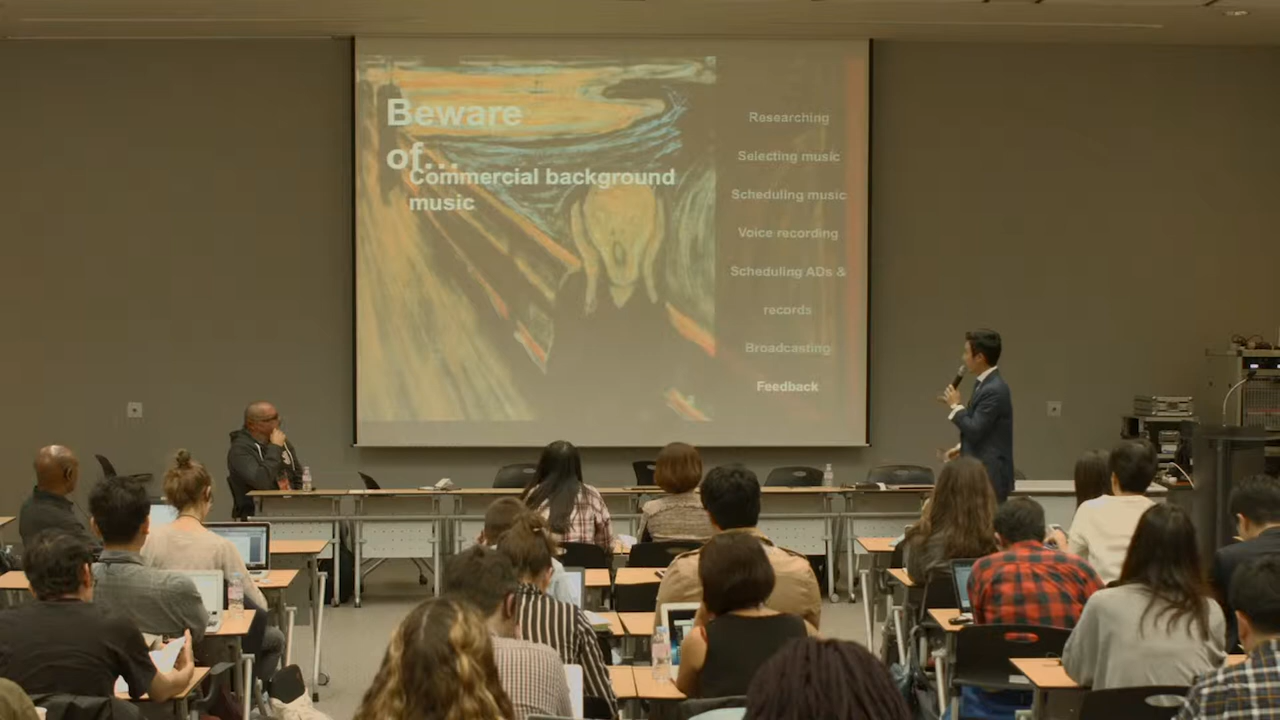 Beware
of...
Commercial background
music
Researching
Selecting music
Scheduling music
Voice recording
Scheduling ADs &
records
Broadcasting
Feedback